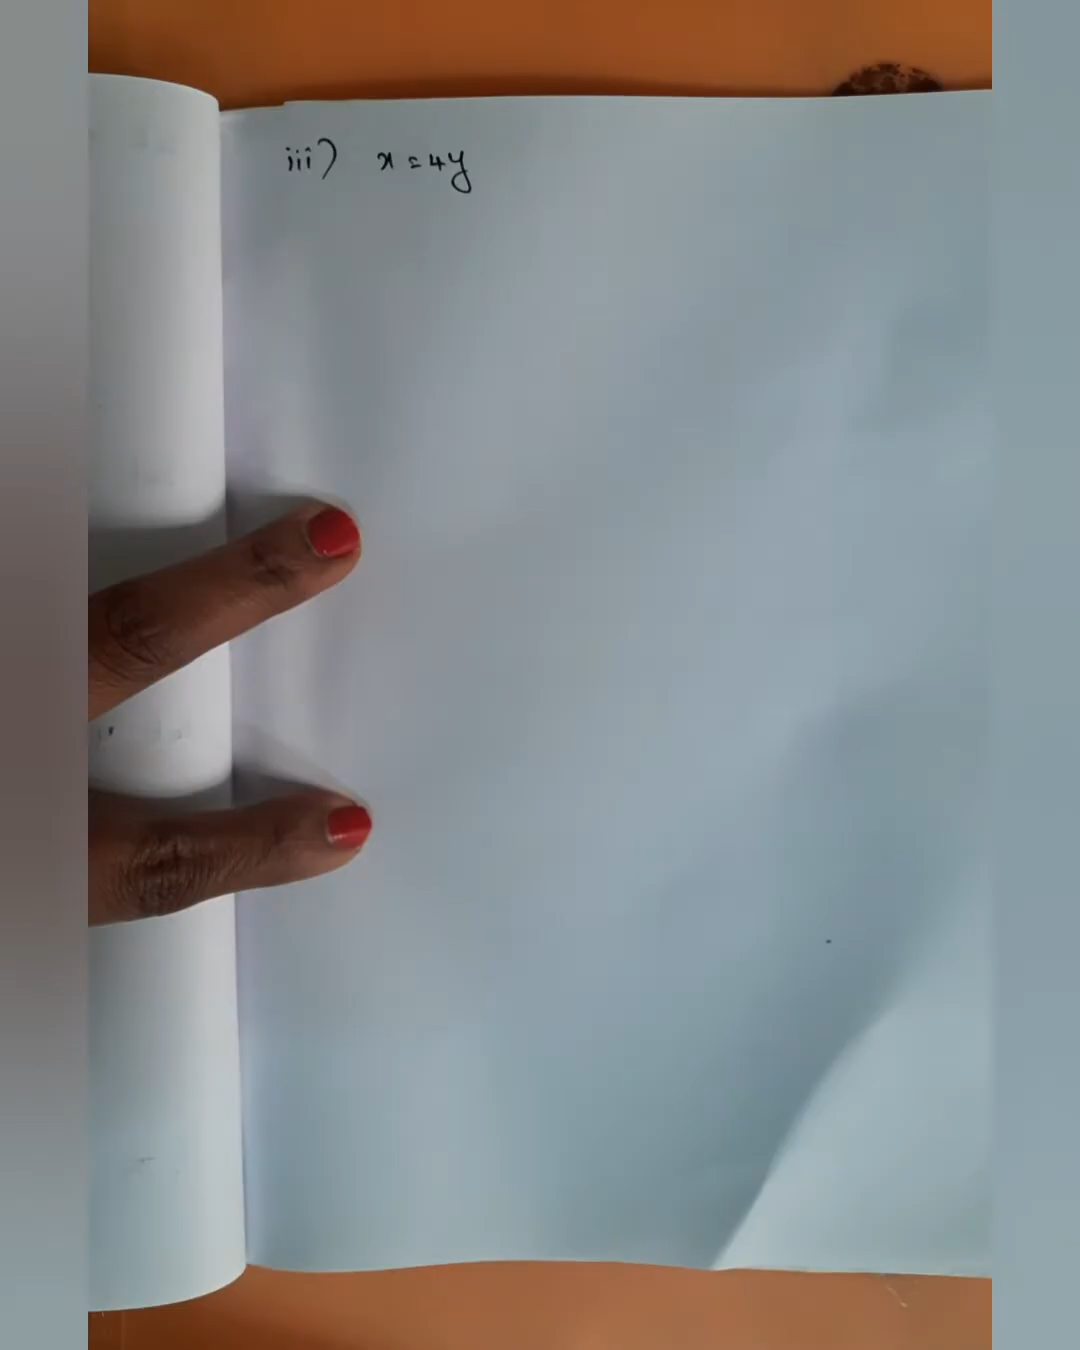 iii) x = 4y